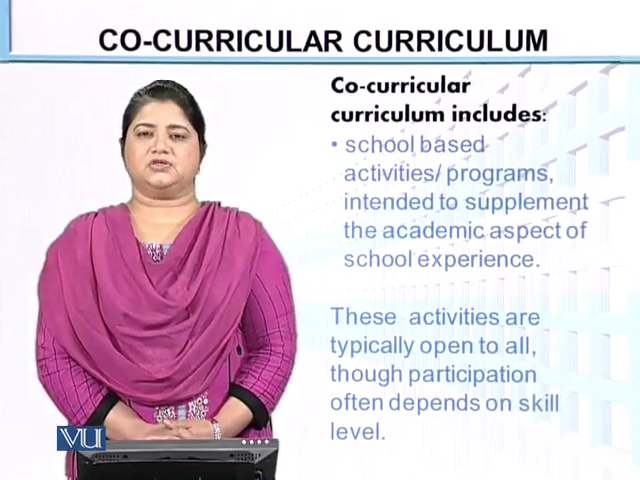 CO-CURRICULAR CURRICULUM
Co-curricular
curriculum includes:
• school based
activities/ programs,
intended to supplement
the academic aspect of
school experience.
These activities are
typically open to all,
though participation
often depends on skill
level.
VU